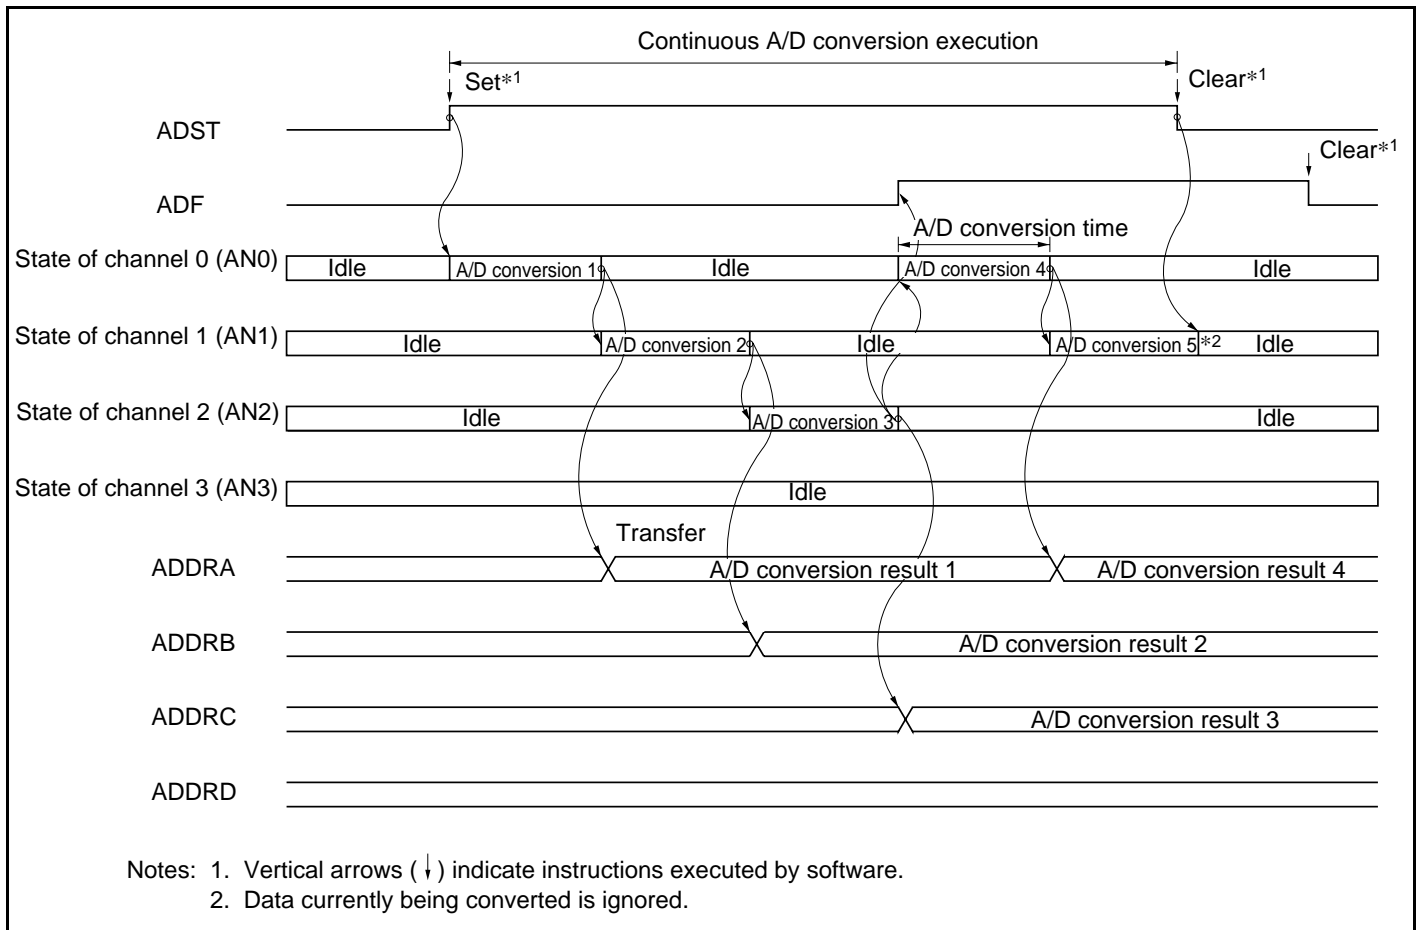 Continuous A/D conversion execution
Set*1
Clear*1
ADST
Clear*1
ADF
A/D conversion time
State of channel 0 (AN0)
Idle
A/D conversion 1
Idle
A/D conversion 4
Idle
State of channel 1 (AN1)
Idle
A/D conversion 2
Idle
A/D conversion 5
*2
Idle
State of channel 2 (AN2)
Idle
A/D conversion 3
Idle
State of channel 3 (AN3)
Idle
Transfer
ADDRA
A/D conversion result 1
A/D conversion result 4
ADDRB
A/D conversion result 2
ADDRC
A/D conversion result 3
ADDRD
Notes: 1. Vertical arrows (↓) indicate instructions executed by software.
2. Data currently being converted is ignored.